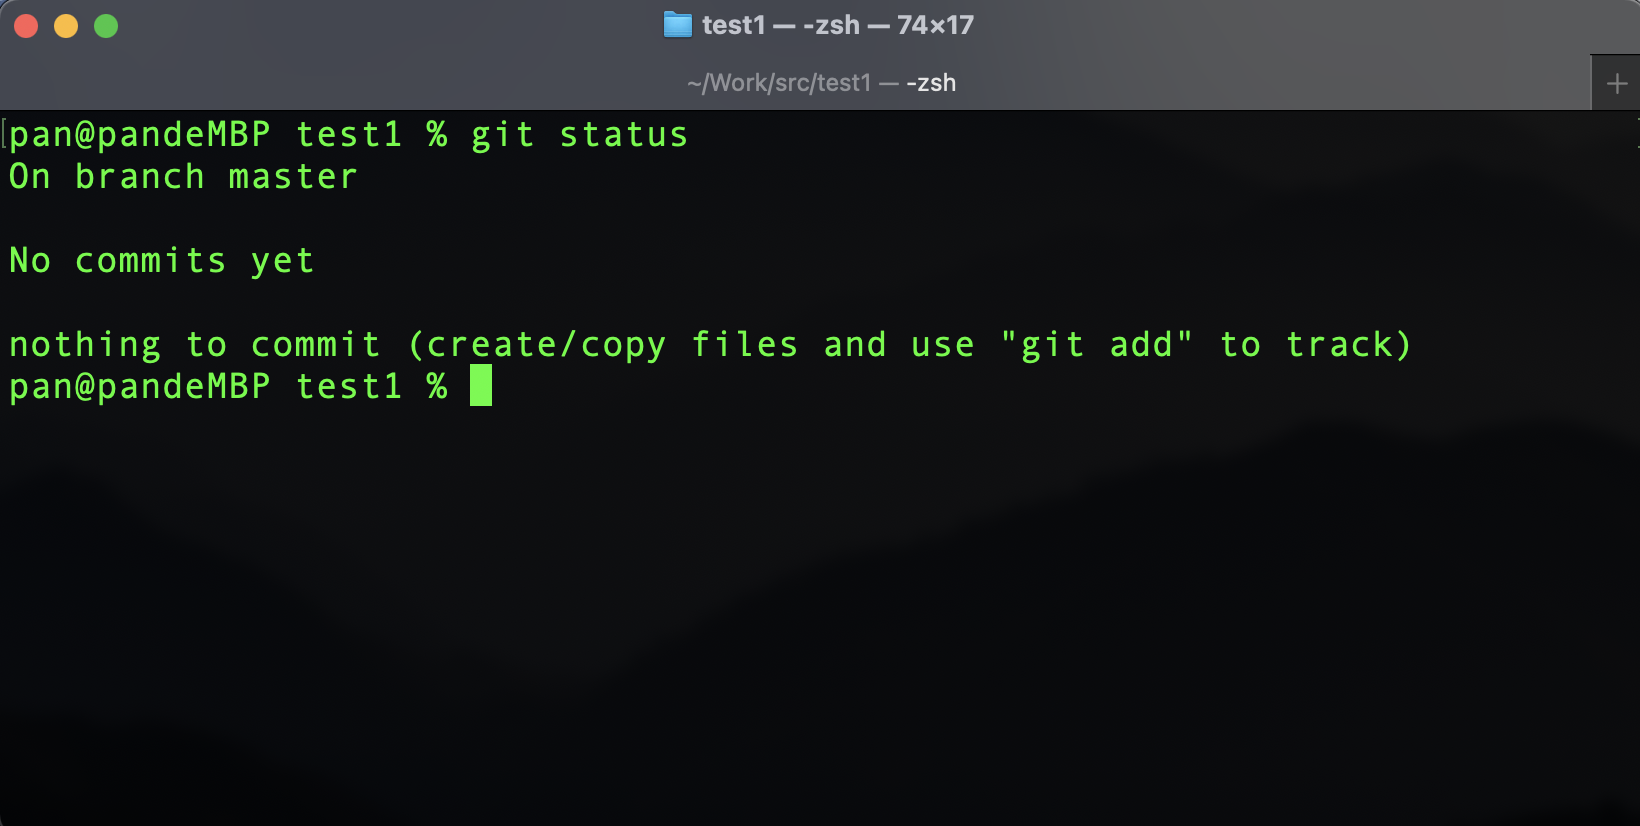 test1 — -zsh — 74×17
~/Work/src/test1 — -zsh
pan@pandeMBP test1 % git status
On branch master
No commits yet
nothing to commit (create/copy files and use "git add" to track)
pan@pandeMBP test1 %